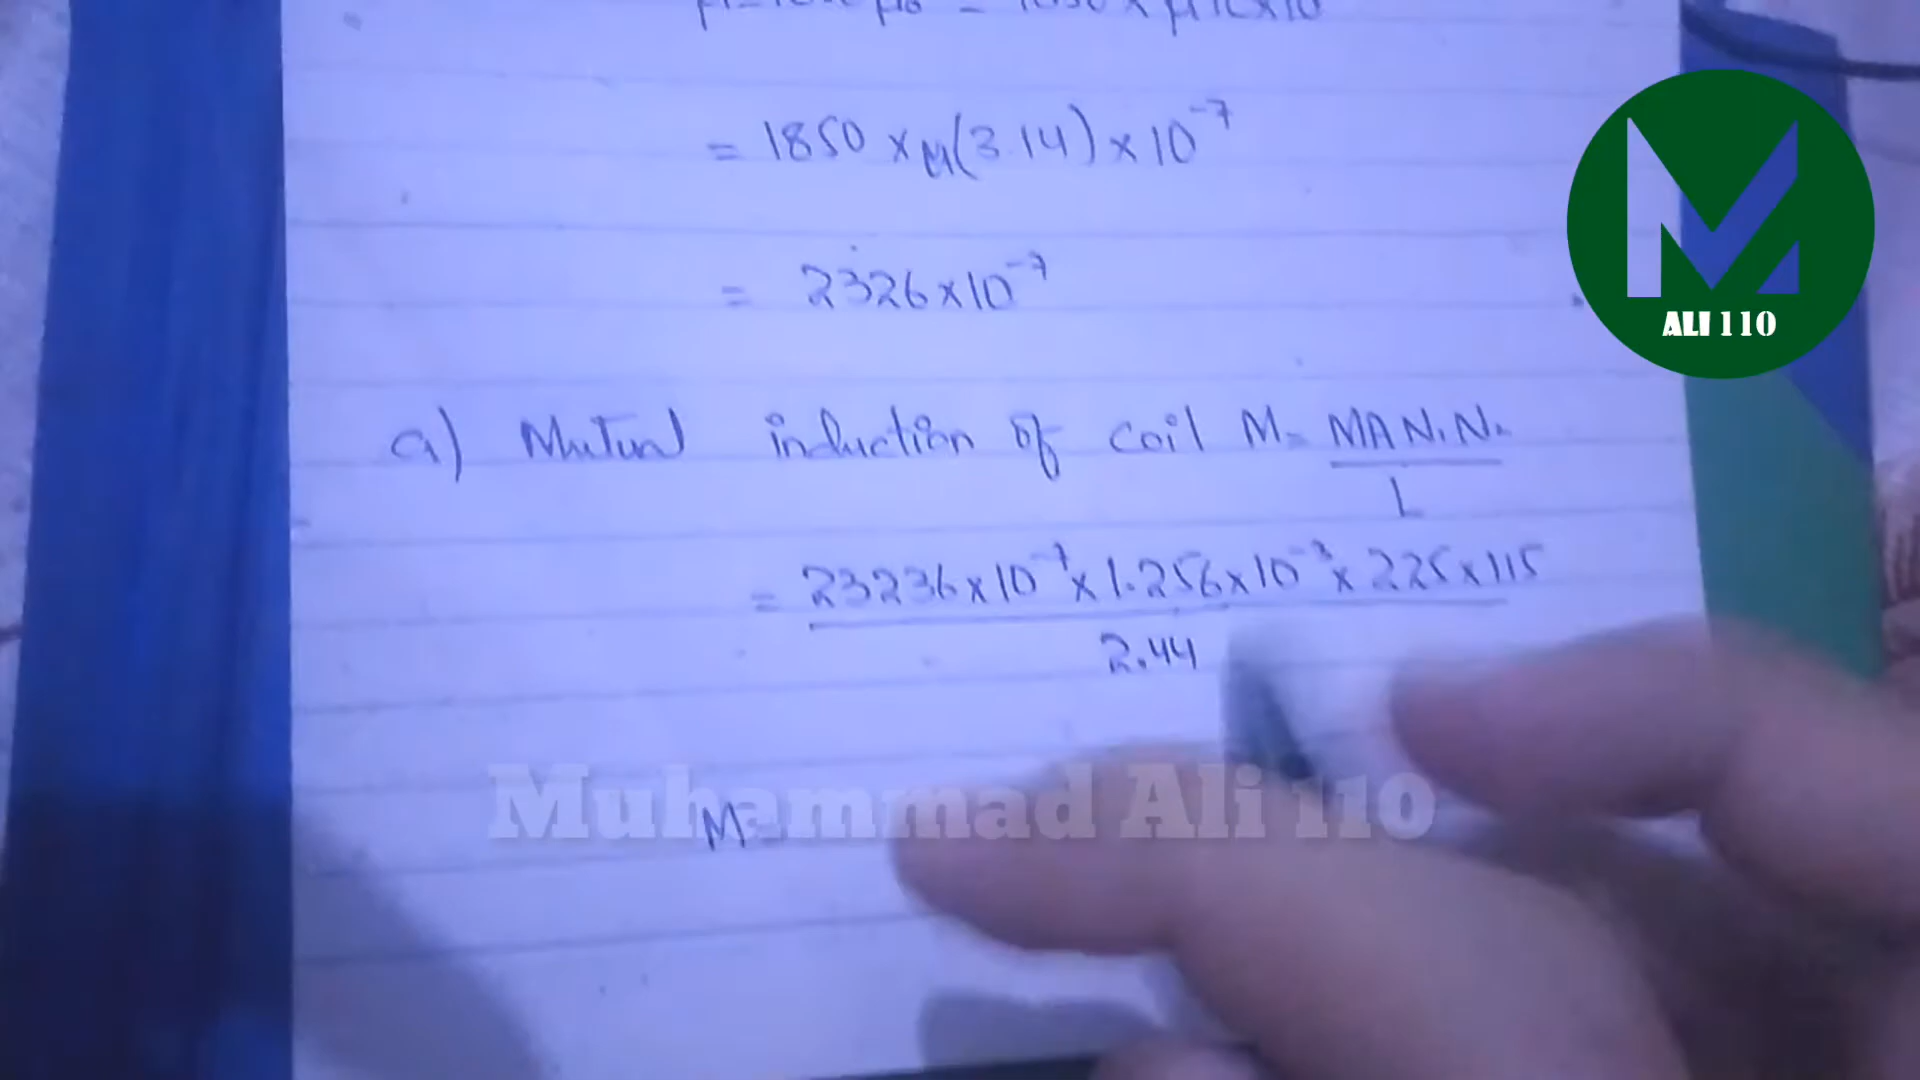 = 1850 × 4(3.14) × 10⁻⁷
= 2326×10⁻⁷
a) Mutual induction of coil M= MAN₁N₂
L
= 23236×10⁻⁷×1.256×10⁻³×225×115
2.44
M=
M
ALI 110
Muhammad Ali 110